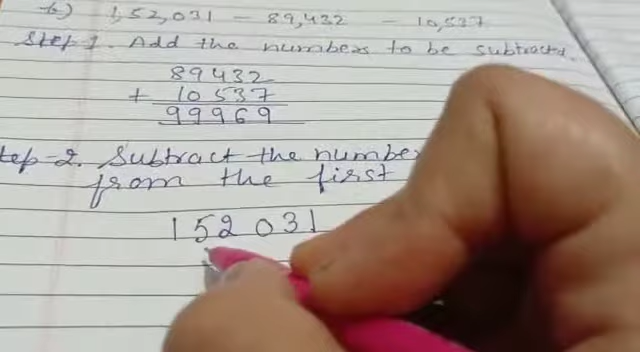 b) 1,52,031 - 89,432 - 10,537
Step 1. Add the numbers to be subtracted.
89432
+ 10537
99969
tep-2. Subtract the number
from the first
152031